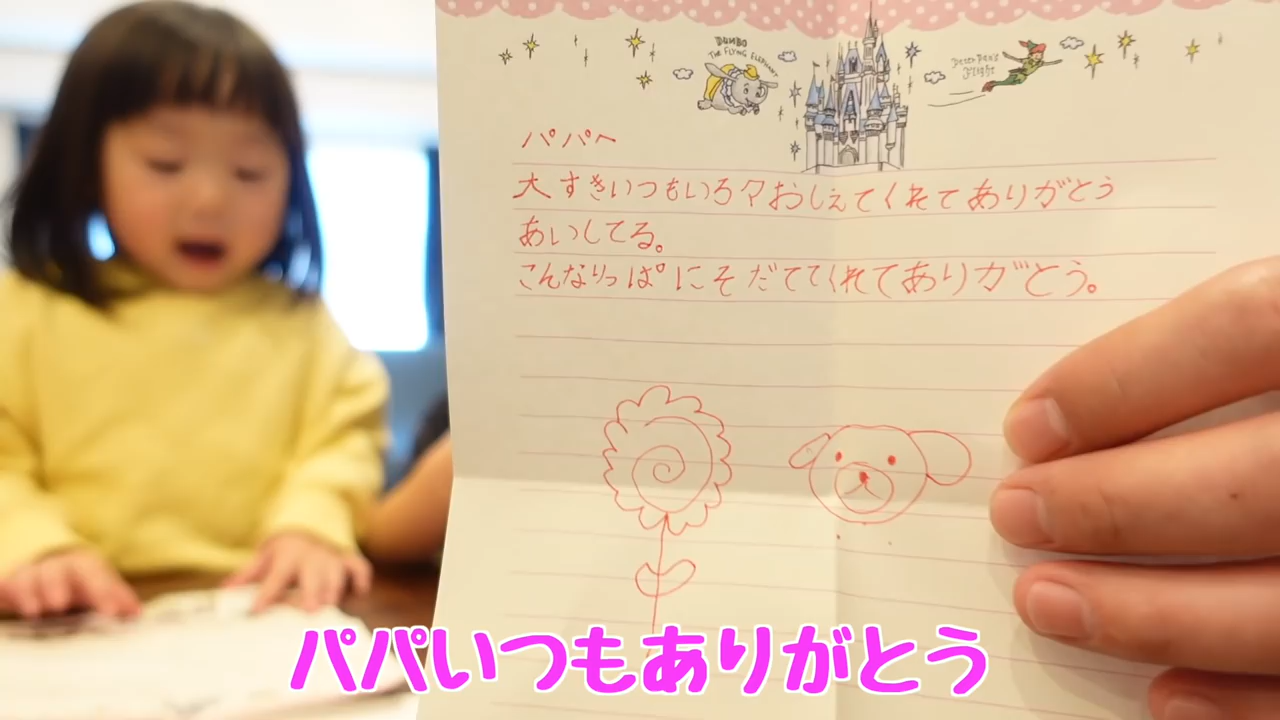 DUMBO
THE FLYING ELEPHANT
Peter Pan's
Flight
パパへ
大すきいつもいろ々おしえてくれてありがとう
あいしてる。
こんなりっぱ゜にそだててくれてありがとう。
パパいつもありがとう